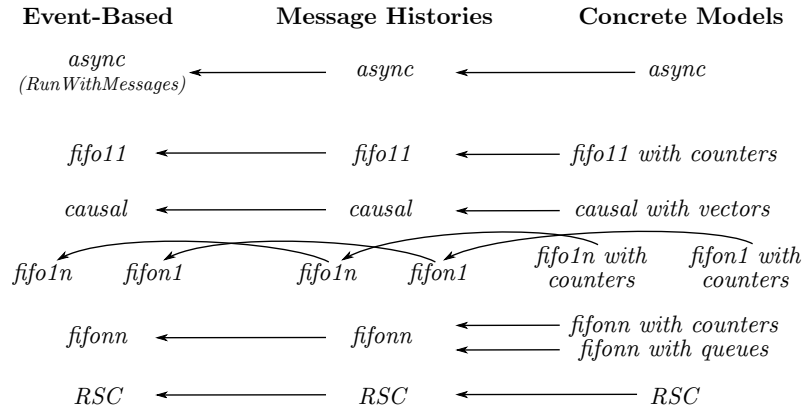 Event-Based Message Histories Concrete Models
async async async
(RunWithMessages)
fifo11 fifo11 fifo11 with counters
causal causal causal with vectors
fifo1n fifon1 fifo1n fifon1 fifo1n with counters fifon1 with counters
fifonn fifonn fifonn with counters
fifonn with queues
RSC RSC RSC